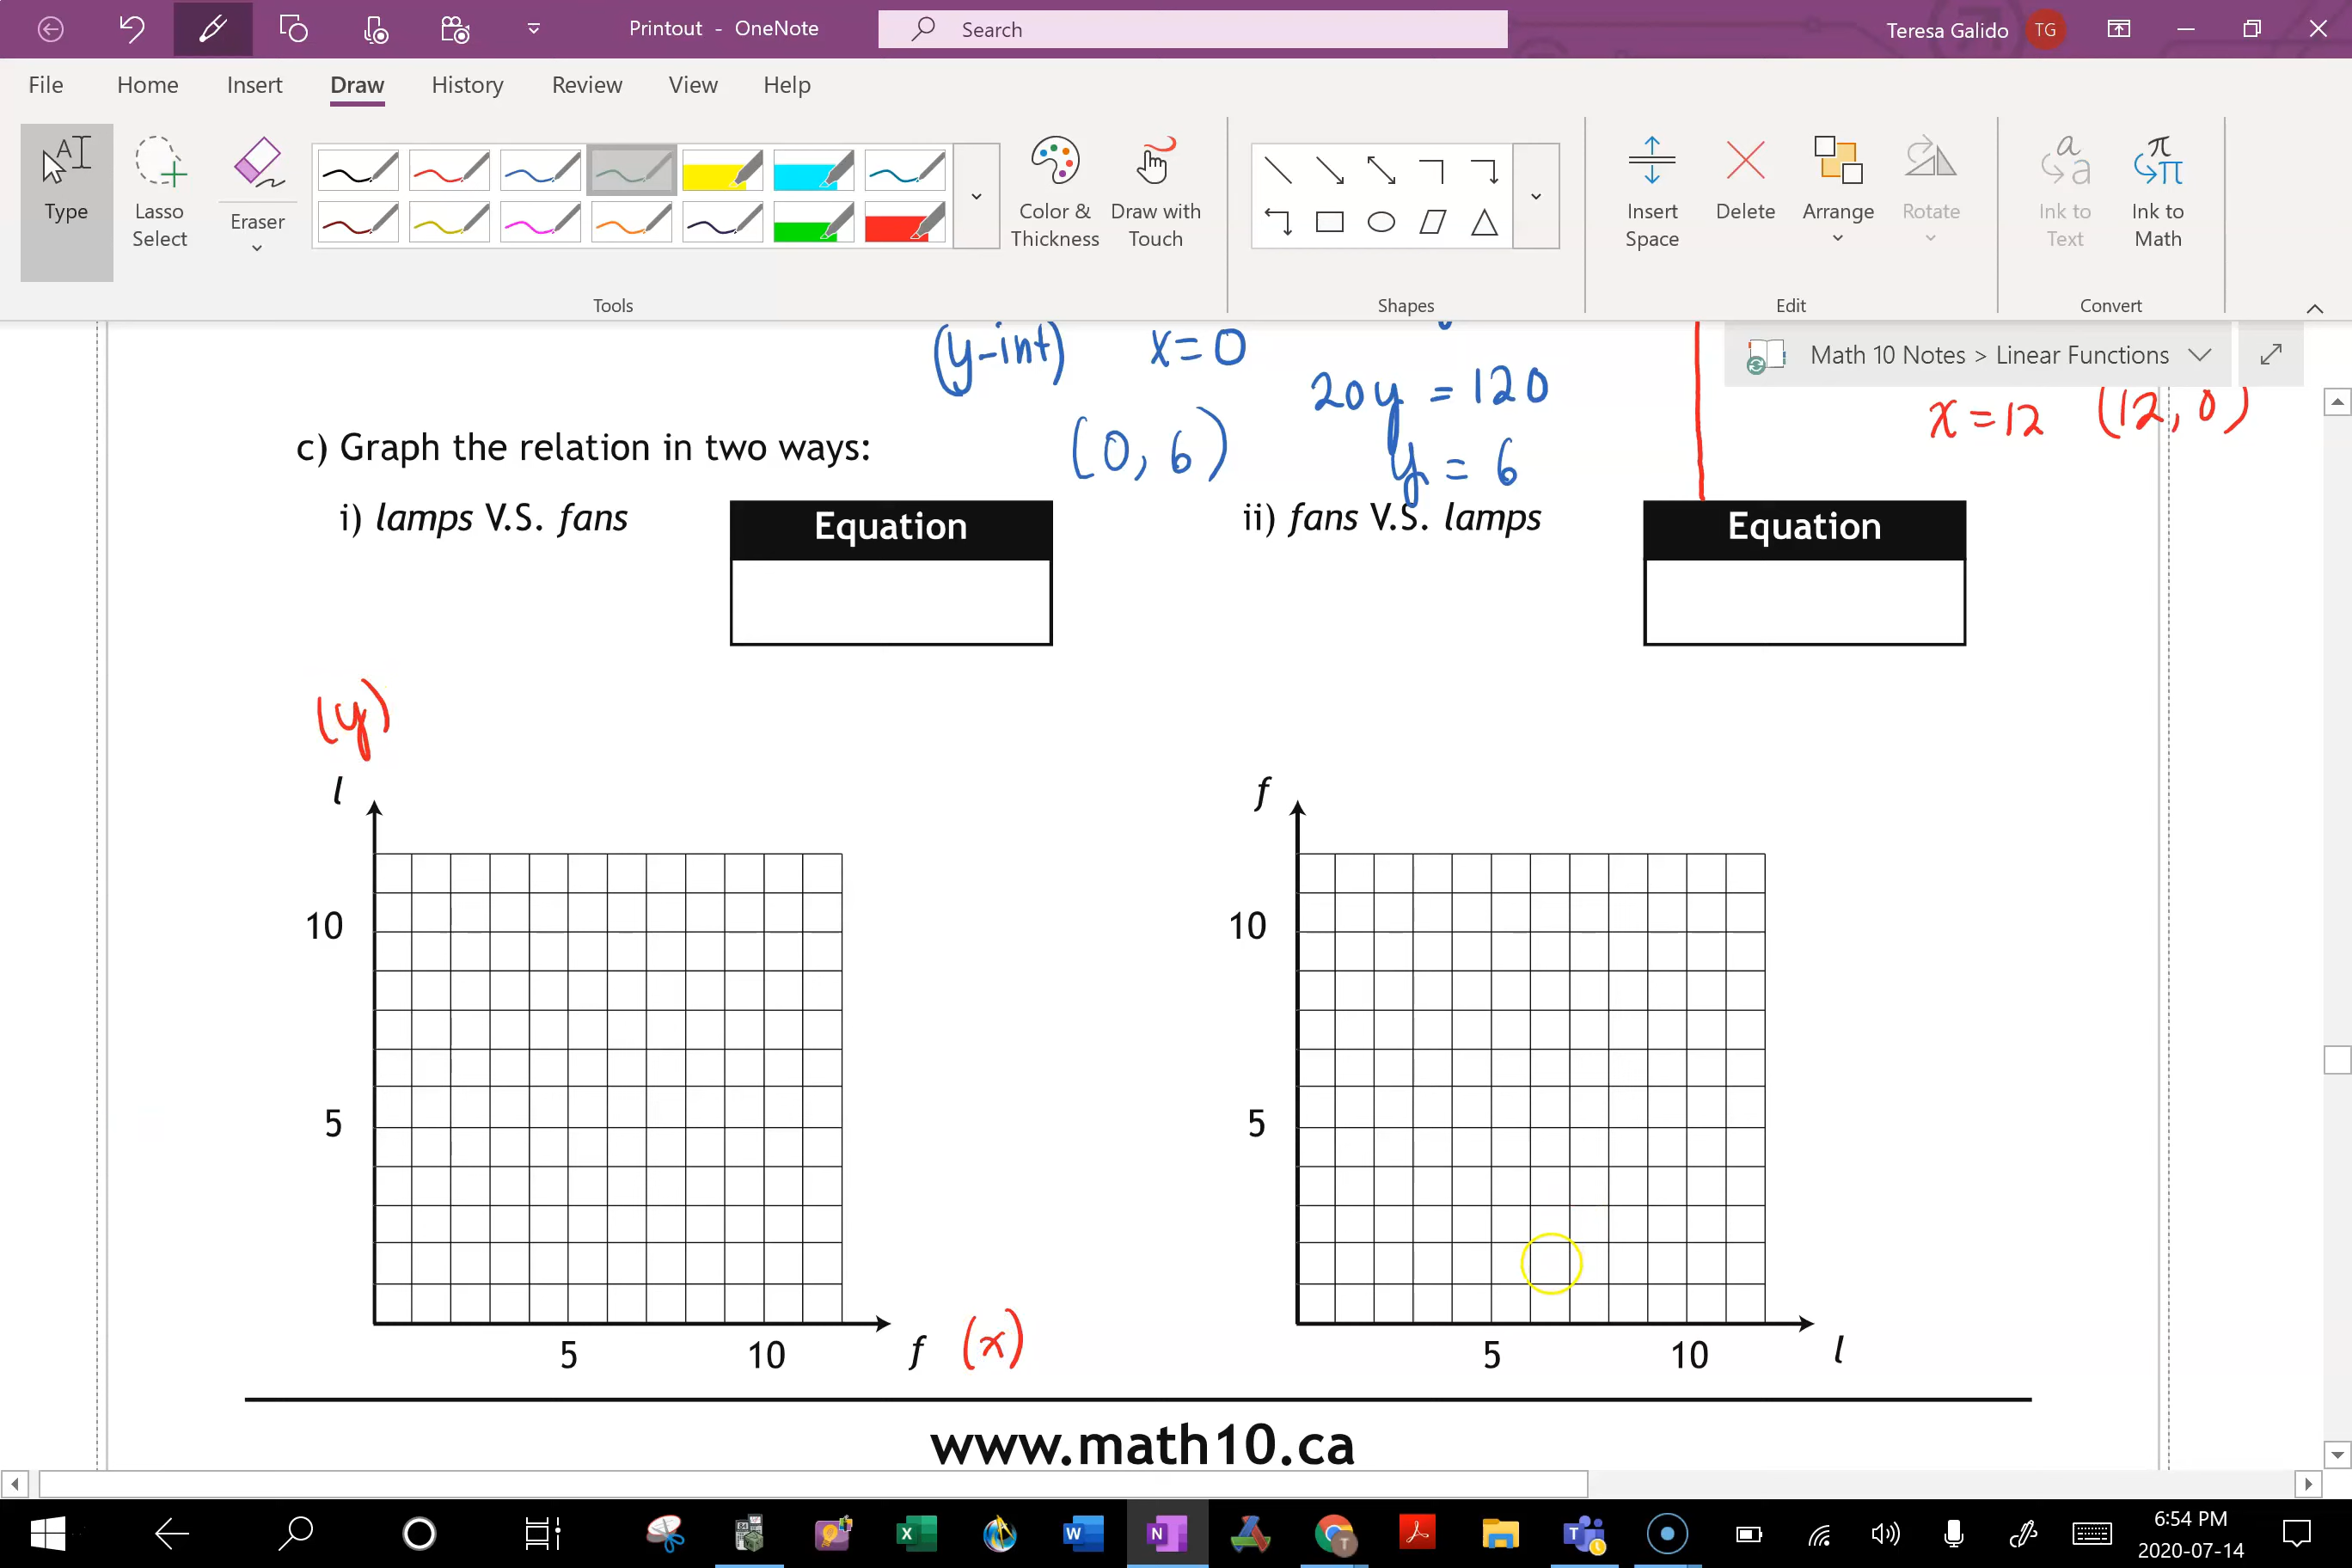 Printout - OneNote
Search
Teresa Galido TG
File Home Insert Draw History Review View Help
Type
Lasso Select
Eraser
Color & Thickness
Draw with Touch
Insert Space
Delete
Arrange
Rotate
Ink to Text
Ink to Math
Tools
Shapes
Edit
Convert
Math 10 Notes > Linear Functions
(y-int) x=0
20y = 120
x=12 (12,0)
c) Graph the relation in two ways:
(0,6)
y = 6
i) lamps V.S. fans
Equation
ii) fans V.S. lamps
Equation
(y)
l
10
5
5
10
f (x)
f
10
5
5
10
l
www.math10.ca
6:54 PM
2020-07-14